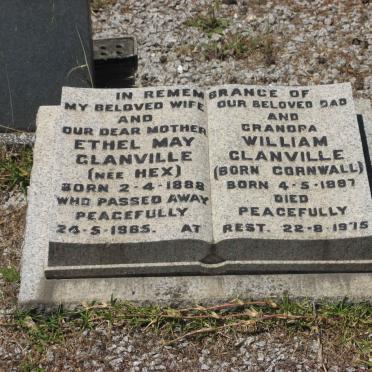 IN REMEMBRANCE OF
MY BELOVED WIFE
AND
OUR DEAR MOTHER
ETHEL MAY
GLANVILLE
(NEE HEX)
BORN 2-4-1888
WHO PASSED AWAY
PEACEFULLY
24-5-1965. AT
OUR BELOVED DAD
AND
GRANDPA
WILLIAM
GLANVILLE
(BORN CORNWALL)
BORN 4-5-1887
DIED
PEACEFULLY
REST. 22-8-1975